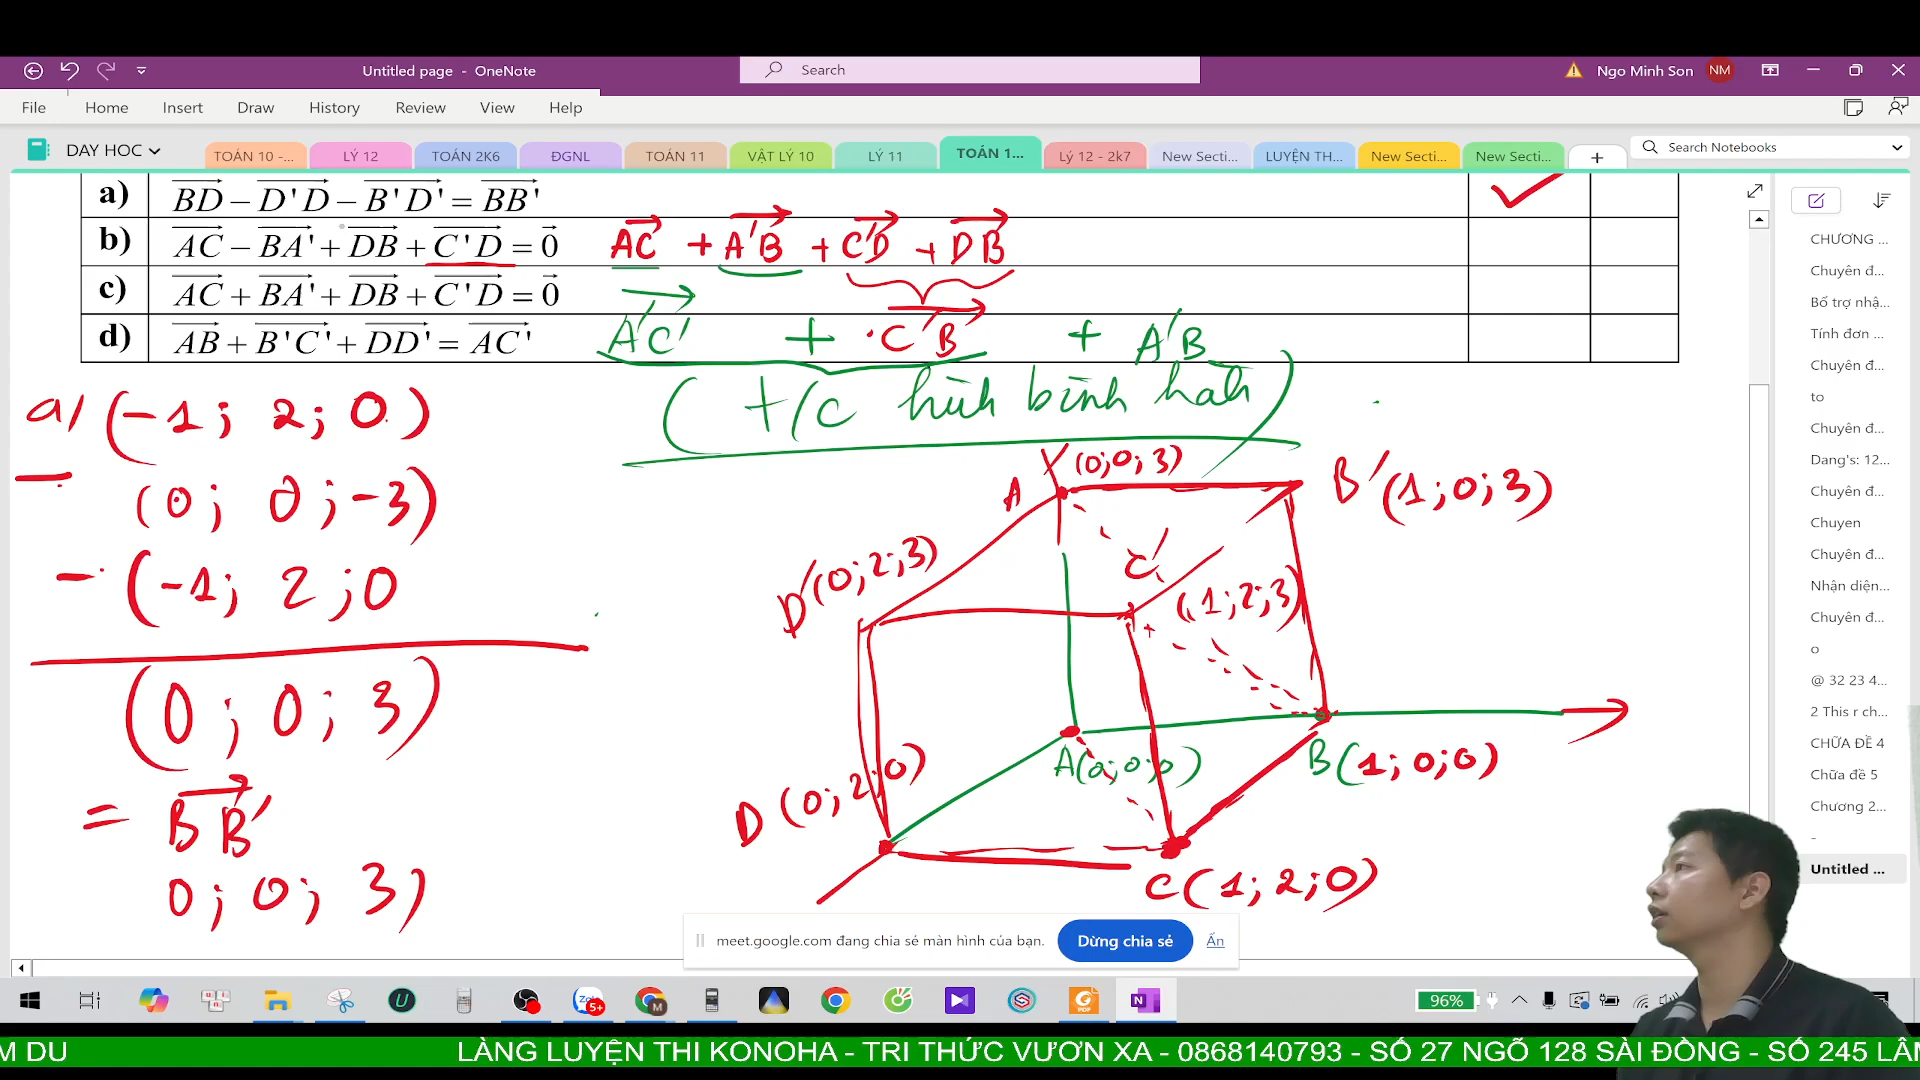 Untitled page - OneNote
Search
Ngo Minh Son
NM
File Home Insert Draw History Review View Help
DAY HOC
TOÁN 10 -...
LÝ 12
TOÁN 2K6
ĐGNL
TOÁN 11
VẬT LÝ 10
LÝ 11
TOÁN 1...
Lý 12 - 2k7
New Secti...
LUYỆN TH...
New Secti...
New Secti...
+
Search Notebooks
a) BD − D'D − B'D' = BB'
b) AC − BA' + DB + C'D = 0 AC + A'B + C'D + DB
c) AC + BA' + DB + C'D = 0
d) AB + B'C' + DD' = AC' A'C' + C'B + A'B
(t/c hình bình hành)
a/ (-1; 2; 0)
− (0; 0; -3)
− (-1; 2; 0
(0; 0; 3)
= BB'
0; 0; 3)
A' (0; 0; 3)
B' (1; 0; 3)
D' (0; 2; 3)
C' (1; 2; 3)
A(0; 0; 0)
B (1; 0; 0)
D (0; 2; 0)
C (1; 2; 0)
CHƯƠNG ...
Chuyên đ...
Bổ trợ nhậ...
Tính đơn ...
Chuyên đ...
to
Chuyên đ...
Dang's: 12...
Chuyên đ...
Chuyen
Chuyên đ...
Nhận diện...
Chuyên đ...
o
@ 32 23 4...
2 This r ch...
CHỮA ĐỀ 4
Chữa đề 5
Chương 2...
-
Untitled ...
meet.google.com đang chia sẻ màn hình của bạn.
Dừng chia sẻ
Ẩn
96%
M DU LÀNG LUYỆN THI KONOHA - TRI THỨC VƯƠN XA - 0868140793 - SỐ 27 NGÕ 128 SÀI ĐỒNG - SỐ 245 LÂM